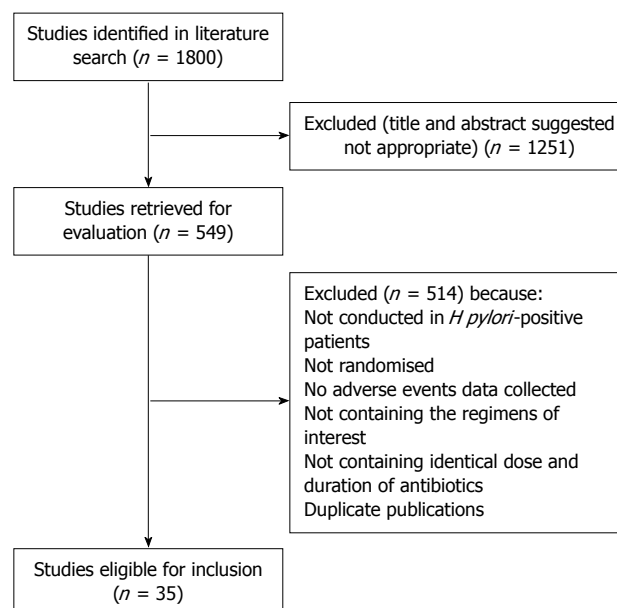 Studies identified in literature
search (n = 1800)
Excluded (title and abstract suggested
not appropriate) (n = 1251)
Studies retrieved for
evaluation (n = 549)
Excluded (n = 514) because:
Not conducted in H pylori-positive
patients
Not randomised
No adverse events data collected
Not containing the regimens of
interest
Not containing identical dose and
duration of antibiotics
Duplicate publications
Studies eligible for inclusion
(n = 35)